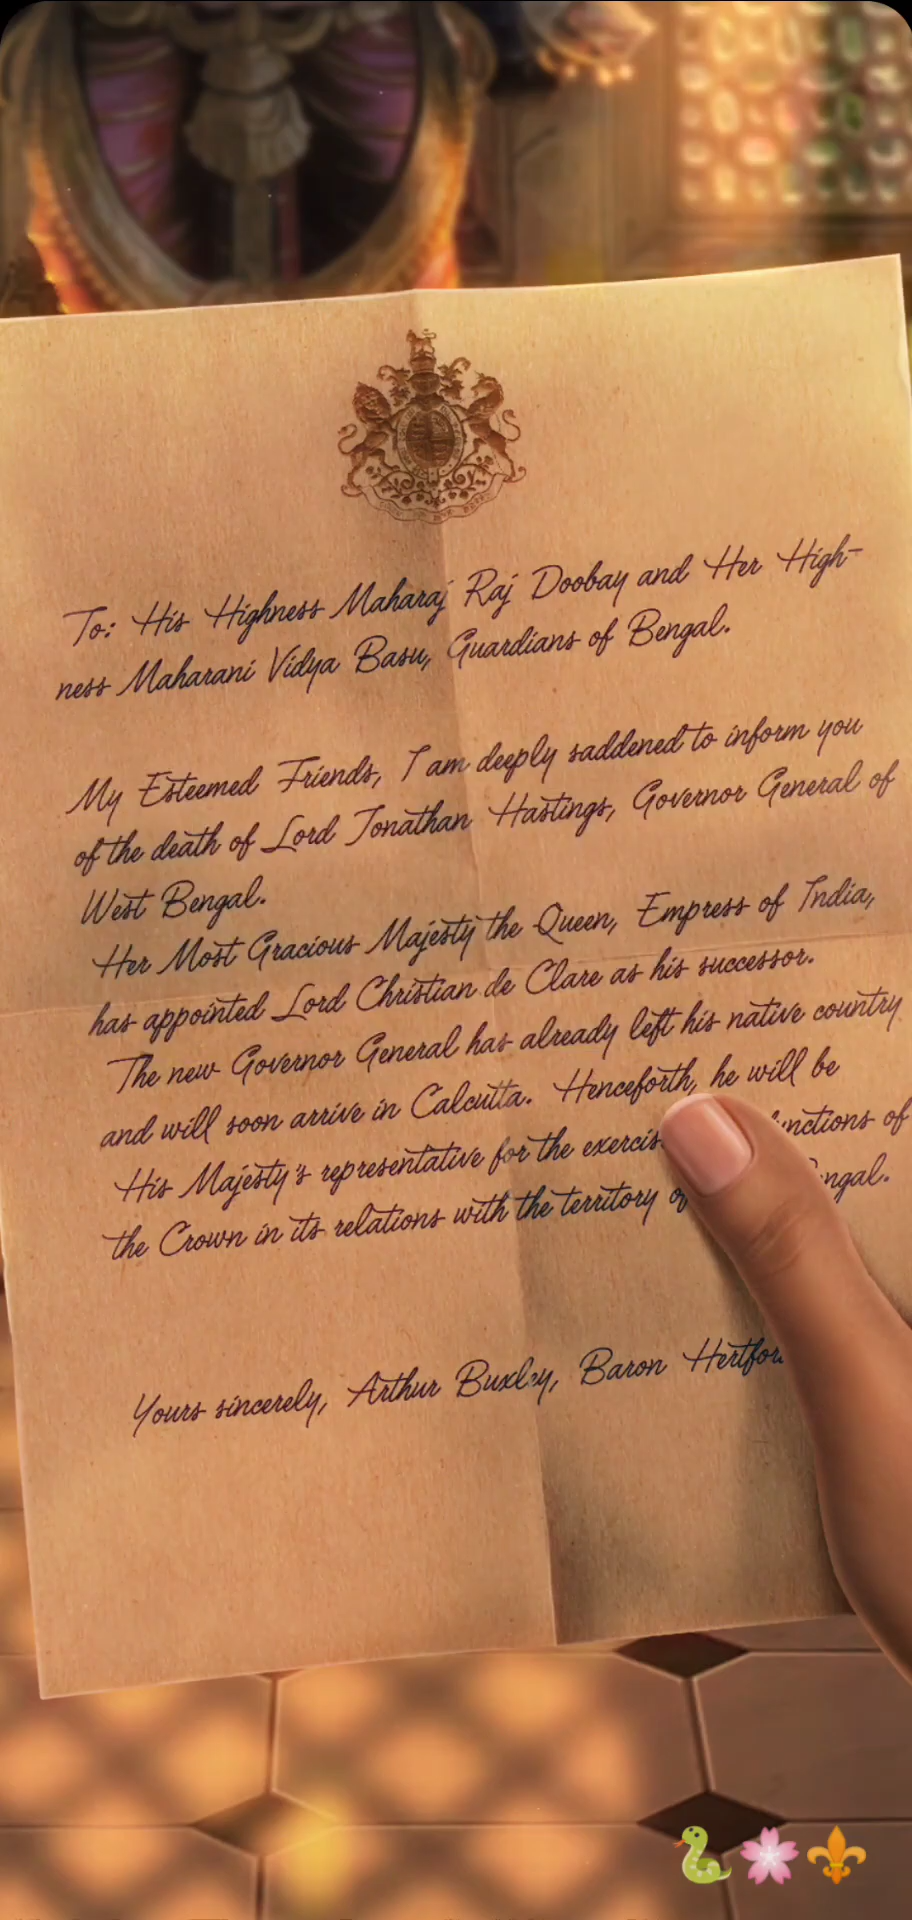 To: His Highness Maharaj Raj Doobay and Her High-
ness Maharani Vidya Basu, Guardians of Bengal.
My Esteemed Friends, I am deeply saddened to inform you
of the death of Lord Jonathan Hastings, Governor General of
West Bengal.
Her Most Gracious Majesty the Queen, Empress of India,
has appointed Lord Christian de Clare as his successor.
The new Governor General has already left his native country
and will soon arrive in Calcutta. Henceforth, he will be
His Majesty's representative for the
the Crown in its relations with the territory
Yours sincerely, Arthur Buxley, Baron